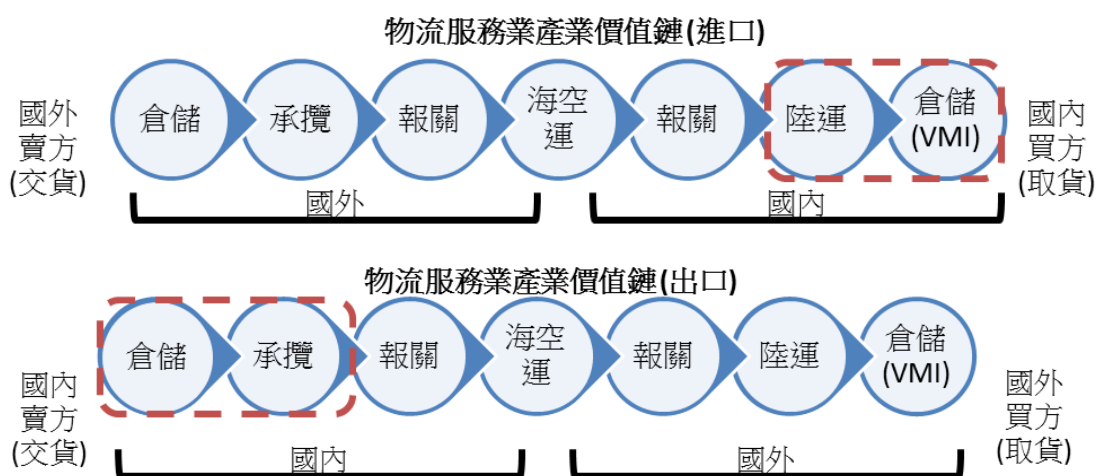 物流服務業產業價值鏈(進口)
國外
賣方
(交貨)
倉儲
承攬
報關
海空
運
報關
陸運
倉儲
(VMI)
國內
買方
(取貨)
國外
國內
物流服務業產業價值鏈(出口)
國內
賣方
(交貨)
倉儲
承攬
報關
海空
運
報關
陸運
倉儲
(VMI)
國外
買方
(取貨)
國內
國外